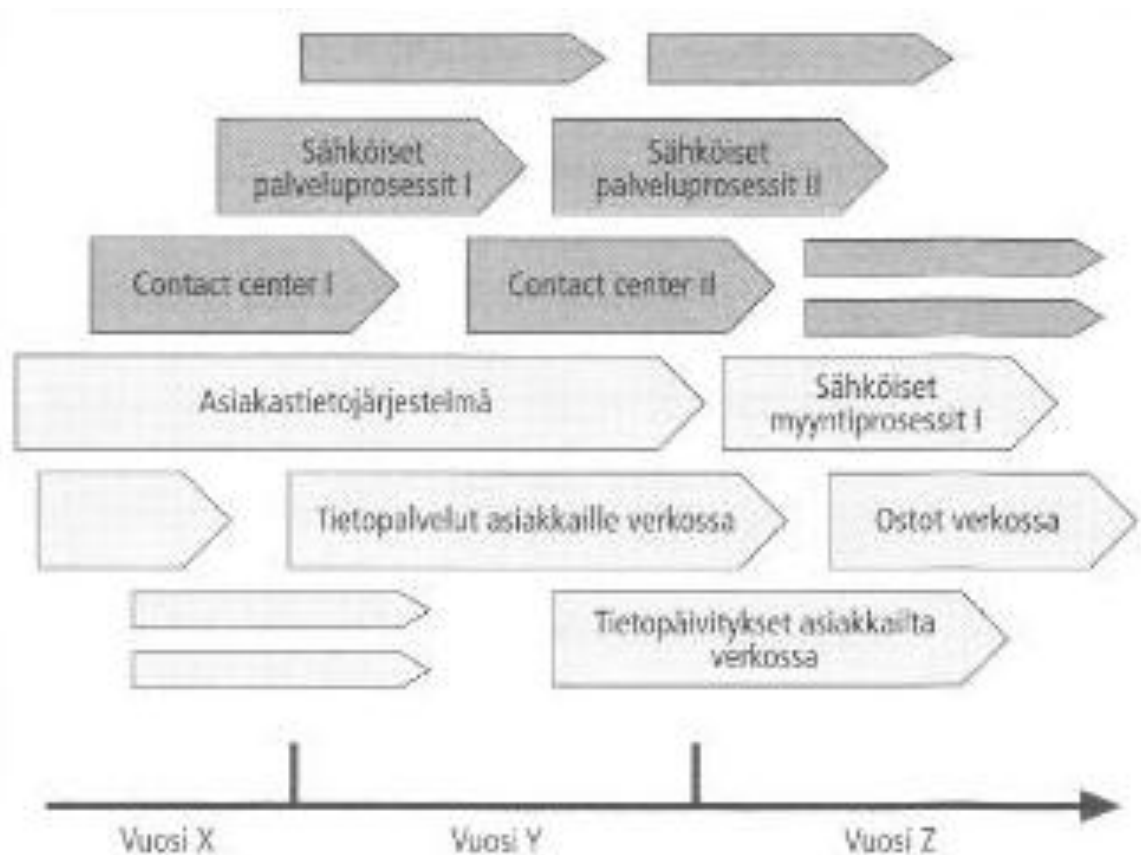 Sähköiset
palveluprosessit I
Sähköiset
palveluprosessit II
Contact center I
Contact center II
Asiakastietojärjestelmä
Sähköiset
myyntiprosessit I
Tietopalvelut asiakkaille verkossa
Ostot verkossa
Tietopäivitykset asiakkailta
verkossa
Vuosi X
Vuosi Y
Vuosi Z